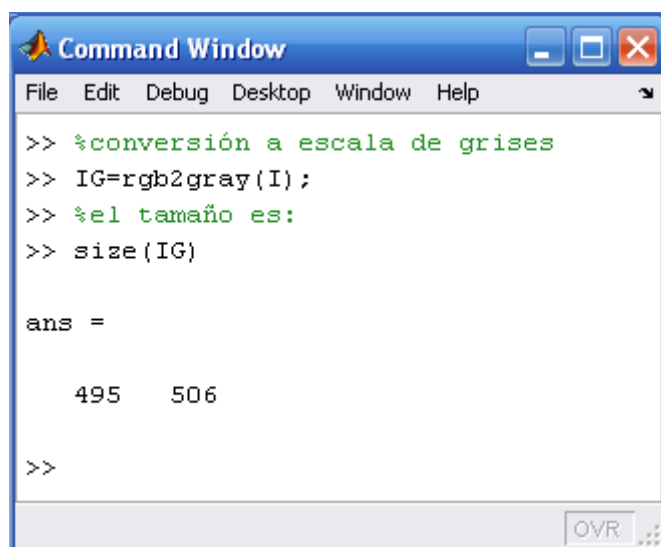 Command Window
File Edit Debug Desktop Window Help
>> %conversión a escala de grises
>> IG=rgb2gray(I);
>> %el tamaño es:
>> size(IG)
ans =
495 506
>>
OVR